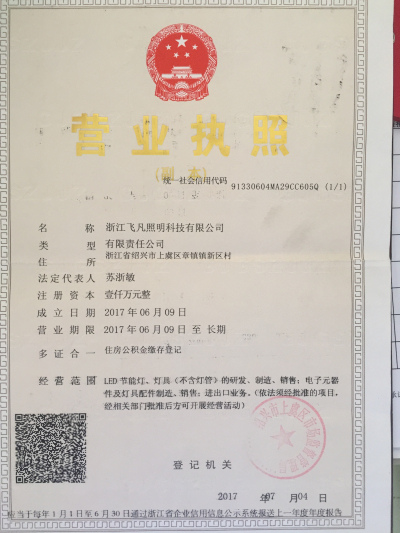 营业执照
（副本）
统一社会信用代码 91330604MA29CC605Q (1/1)
名称 浙江飞凡照明科技有限公司
类型 有限责任公司
住所 浙江省绍兴市上虞区章镇镇新区村
法定代表人 苏浙敏
注册资本 壹仟万元整
成立日期 2017年06月09日
营业期限 2017年06月09日至长期
多证合一 住房公积金缴存登记
经营范围 LED节能灯、灯具（不含灯管）的研发、制造、销售；电子元器
件及灯具配件制造、销售；进出口业务。（依法须经批准的项目，
经相关部门批准后方可开展经营活动）
登记机关
2017 07 04日
应当于每年1月1日至6月30日通过浙江省企业信用信息公示系统报送上一年度年度报告